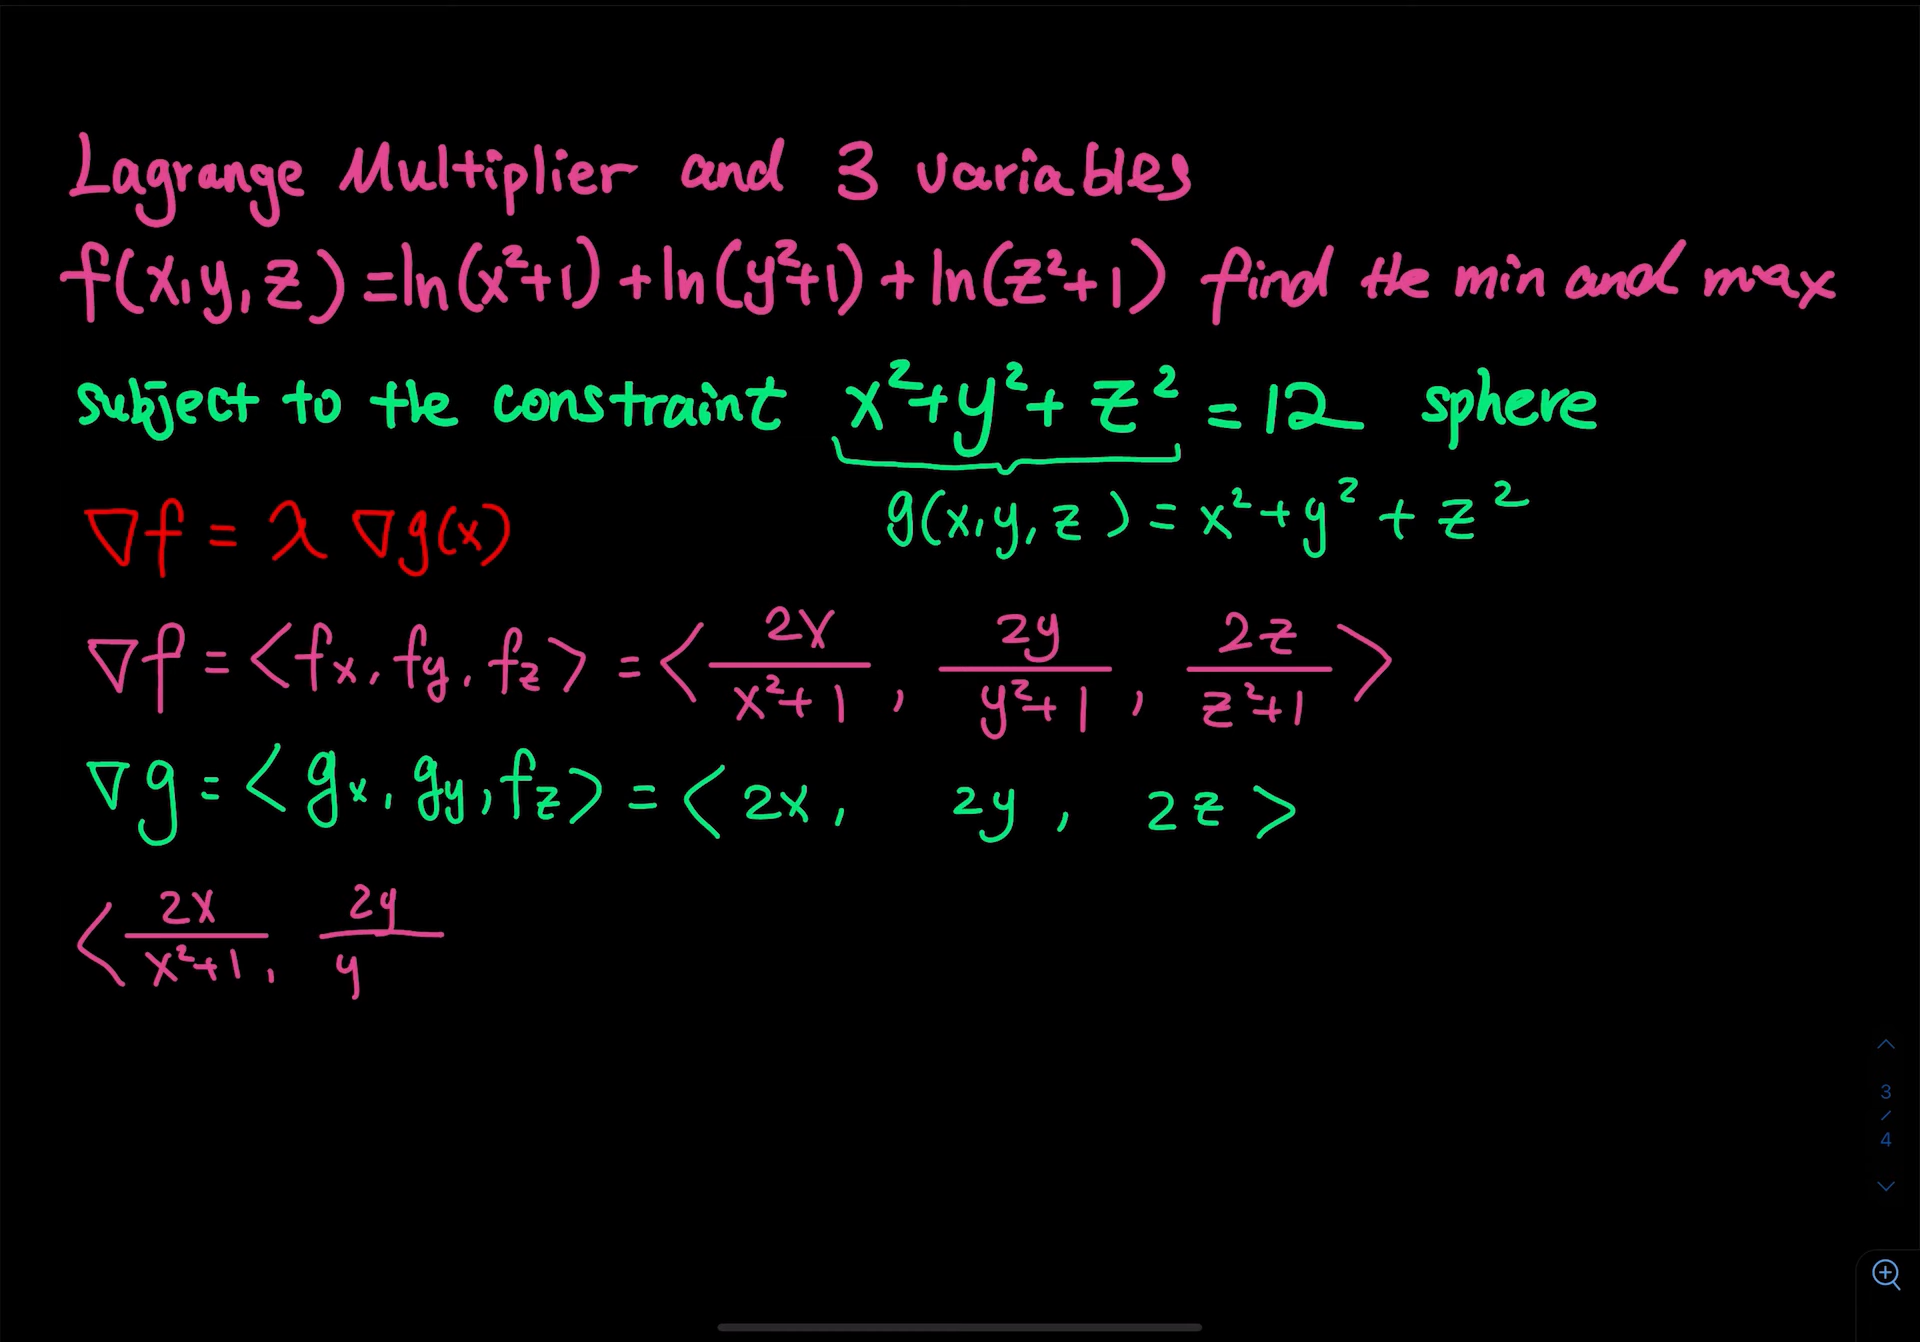 Lagrange Multiplier and 3 variables
f(x,y,z)=ln(x²+1)+ln(y²+1)+ln(z²+1) find the min and max
subject to the constraint x²+y²+z²=12 sphere
g(x,y,z)=x²+y²+z²
∇f=λ∇g(x)
∇f=<fx,fy,fz>=<2x/(x²+1), 2y/(y²+1), 2z/(z²+1)>
∇g=<gx,gy,fz>=<2x, 2y, 2z>
<2x/(x²+1), 2y/y
3
/
4